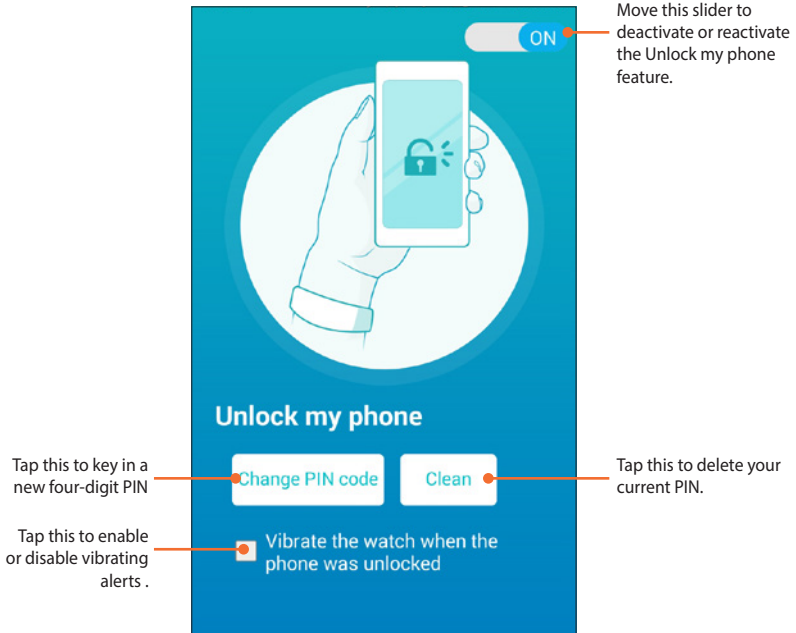 Move this slider to
deactivate or reactivate
the Unlock my phone
feature.
ON
Unlock my phone
Tap this to key in a
new four-digit PIN
Change PIN code
Clean
Tap this to delete your
current PIN.
Tap this to enable
or disable vibrating
alerts .
Vibrate the watch when the
phone was unlocked